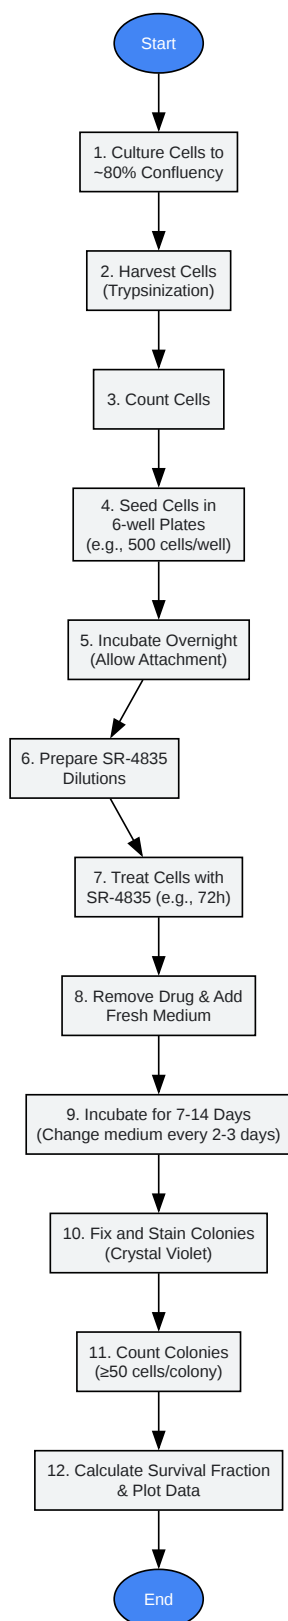 Start
1. Culture Cells to
~80% Confluency
2. Harvest Cells
(Trypsinization)
3. Count Cells
4. Seed Cells in
6-well Plates
(e.g., 500 cells/well)
5. Incubate Overnight
(Allow Attachment)
6. Prepare SR-4835
Dilutions
7. Treat Cells with
SR-4835 (e.g., 72h)
8. Remove Drug & Add
Fresh Medium
9. Incubate for 7-14 Days
(Change medium every 2-3 days)
10. Fix and Stain Colonies
(Crystal Violet)
11. Count Colonies
(≥50 cells/colony)
12. Calculate Survival Fraction
& Plot Data
End